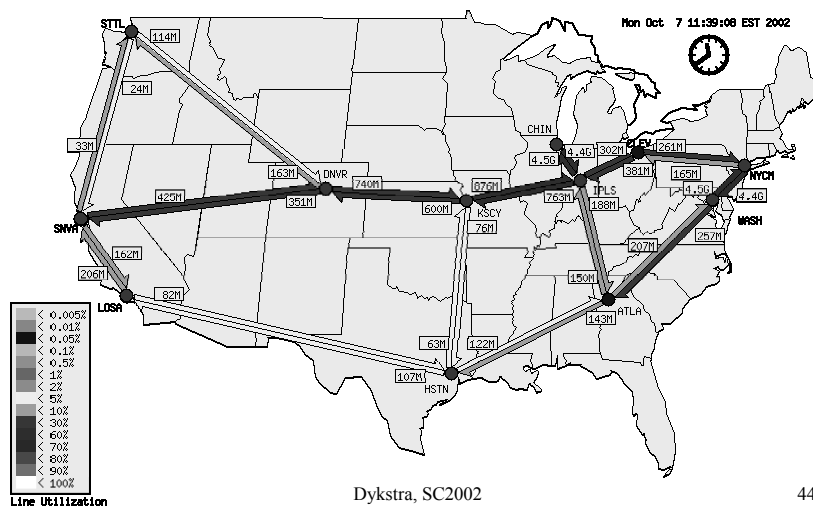 Mon Oct 7 11:39:08 EST 2002
STTL
114M
24M
33M
CHIN
4.4G
4.5G
302M
CLEV
261M
381M
165M
NYCM
163M
DNVR
740M
876M
IPLS
4.5G
4.4G
425M
351M
600M
KSCY
763M
188M
WASH
SNVA
76M
207M
257M
162M
206M
150M
82M
LOSA
ATLA
143M
63M
122M
107M
HSTN
< 0.005%
< 0.01%
< 0.05%
< 0.1%
< 0.5%
< 1%
< 2%
< 5%
< 10%
< 30%
< 60%
< 70%
< 80%
< 90%
< 100%
Line Utilization
Dykstra, SC2002
44